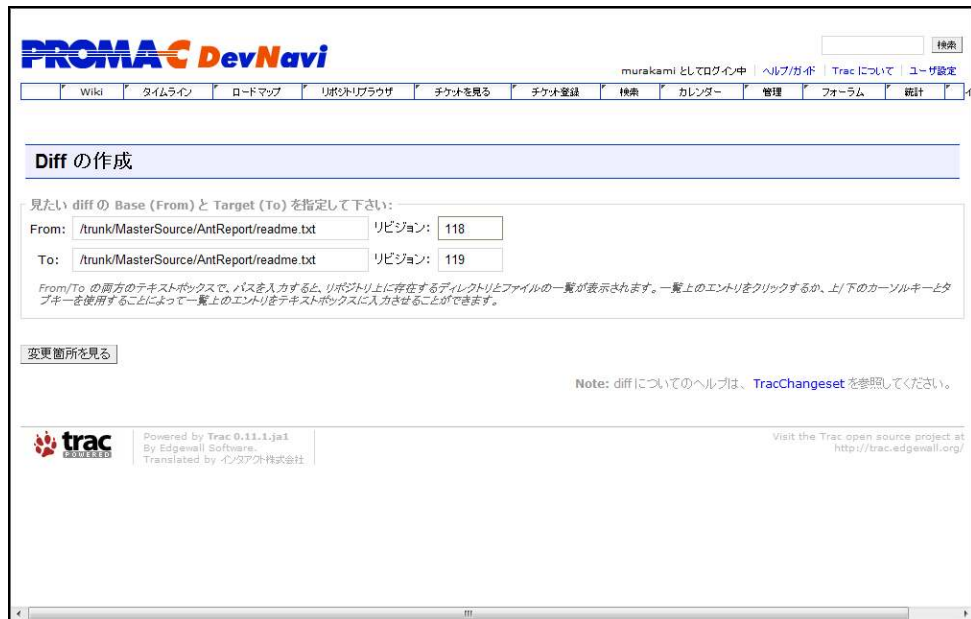 PROMA-C DevNavi
検索
murakami としてログイン中 ヘルプ/ガイド Trac について ユーザ設定
Wiki タイムライン ロードマップ リポジトリブラウザ チケットを見る チケット登録 検索 カレンダー 管理 フォーラム 統計
Diff の作成
見たい diff の Base (From) と Target (To) を指定して下さい:
From: /trunk/MasterSource/AntReport/readme.txt リビジョン: 118
To: /trunk/MasterSource/AntReport/readme.txt リビジョン: 119
From/To の両方のテキストボックスで、パスを入力すると、リポジトリ上に存在するディレクトリとファイルの一覧が表示されます。一覧上のエントリをクリックするか、上/下のカーソルキーとタ
ブキーを使用することによって一覧上のエントリをテキストボックスに入力させることができます。
変更箇所を見る
Note: diff についてのヘルプは、 TracChangeset を参照してください。
trac POWERED
Powered by Trac 0.11.1.ja1
By Edgewall Software.
Translated by インタアクト株式会社
Visit the Trac open source project at
http://trac.edgewall.org/